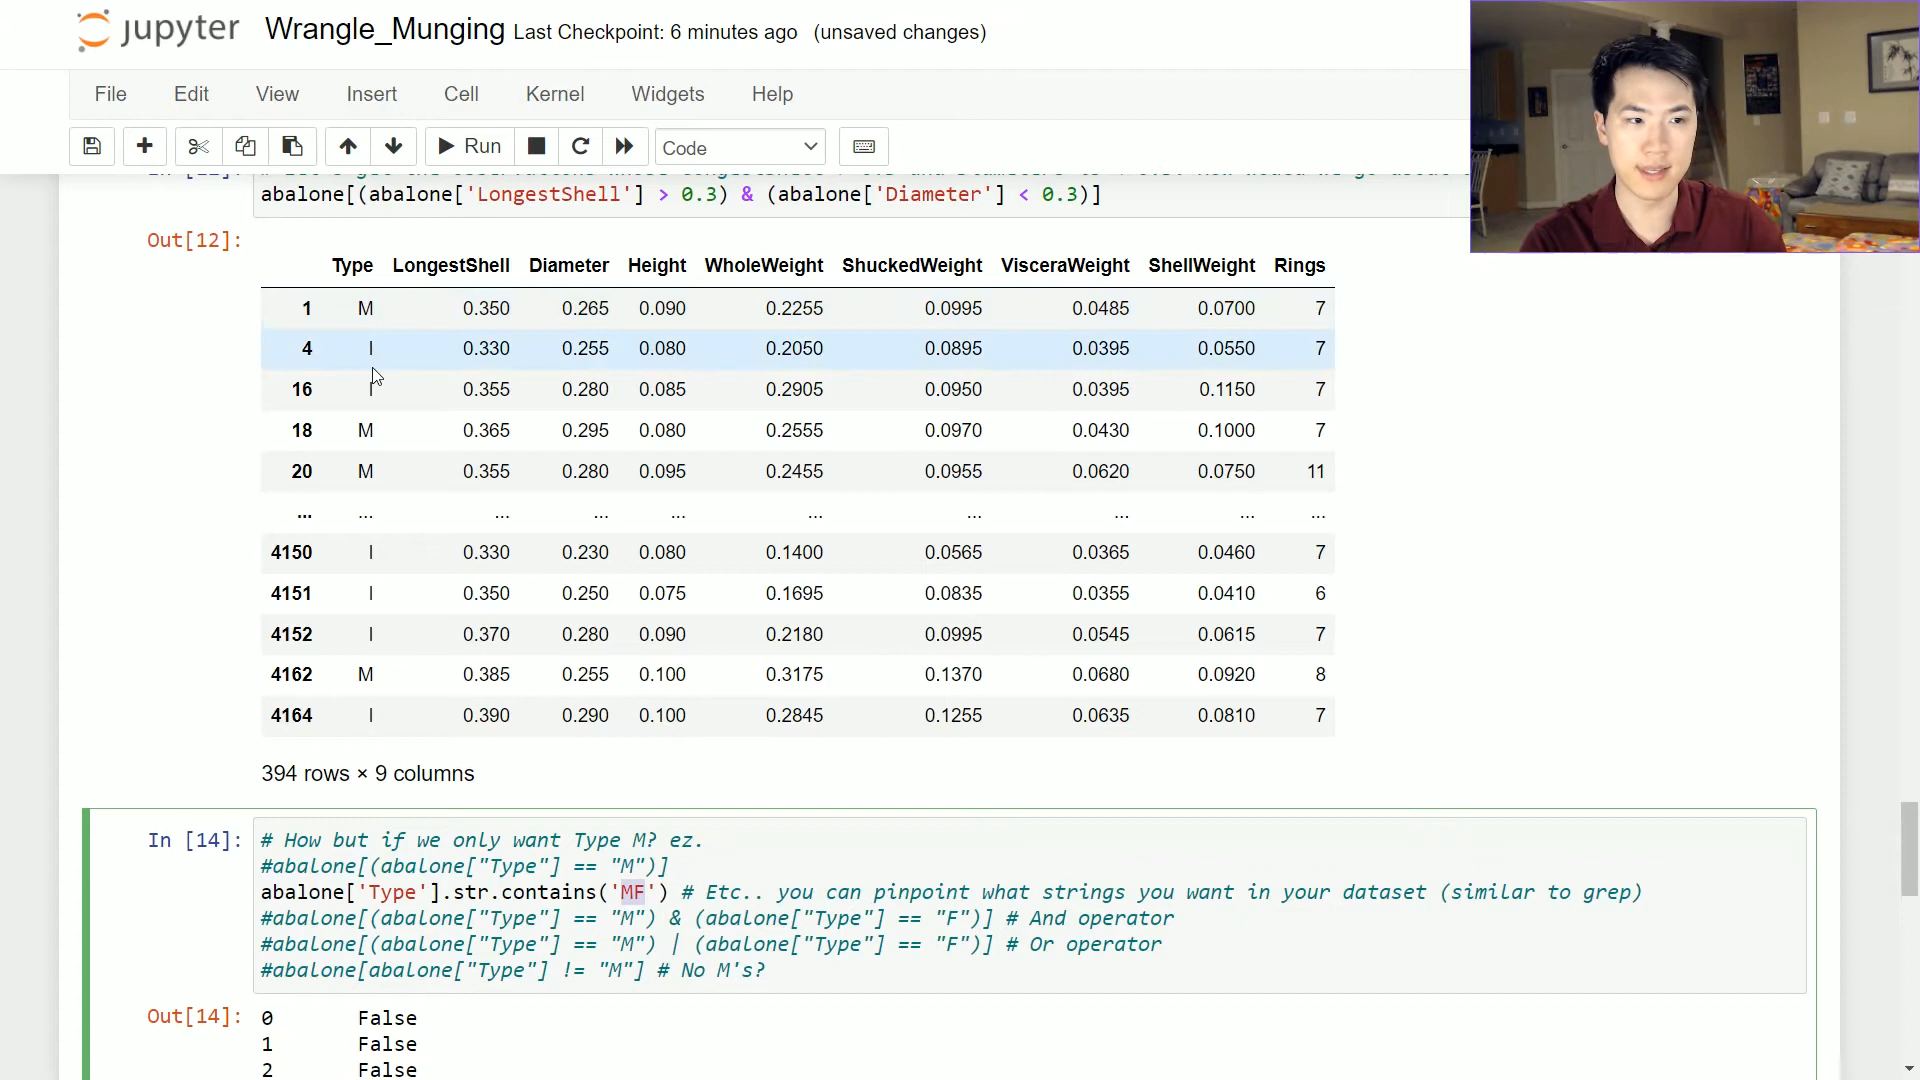 jupyter Wrangle_Munging Last Checkpoint: 6 minutes ago (unsaved changes)
File Edit View Insert Cell Kernel Widgets Help
Run Code
abalone[(abalone['LongestShell'] > 0.3) & (abalone['Diameter'] < 0.3)]
Out[12]:
Type LongestShell Diameter Height WholeWeight ShuckedWeight VisceraWeight ShellWeight Rings
1 M 0.350 0.265 0.090 0.2255 0.0995 0.0485 0.0700 7
4 I 0.330 0.255 0.080 0.2050 0.0895 0.0395 0.0550 7
16 I 0.355 0.280 0.085 0.2905 0.0950 0.0395 0.1150 7
18 M 0.365 0.295 0.080 0.2555 0.0970 0.0430 0.1000 7
20 M 0.355 0.280 0.095 0.2455 0.0955 0.0620 0.0750 11
... ... ... ... ... ... ... ... ... ...
4150 I 0.330 0.230 0.080 0.1400 0.0565 0.0365 0.0460 7
4151 I 0.350 0.250 0.075 0.1695 0.0835 0.0355 0.0410 6
4152 I 0.370 0.280 0.090 0.2180 0.0995 0.0545 0.0615 7
4162 M 0.385 0.255 0.100 0.3175 0.1370 0.0680 0.0920 8
4164 I 0.390 0.290 0.100 0.2845 0.1255 0.0635 0.0810 7
394 rows × 9 columns
In [14]: # How but if we only want Type M? ez.
#abalone[(abalone["Type"] == "M")]
abalone['Type'].str.contains('MF') # Etc.. you can pinpoint what strings you want in your dataset (similar to grep)
#abalone[(abalone["Type"] == "M") & (abalone["Type"] == "F")] # And operator
#abalone[(abalone["Type"] == "M") | (abalone["Type"] == "F")] # Or operator
#abalone[abalone["Type"] != "M"] # No M's?
Out[14]: 0 False
1 False
2 False